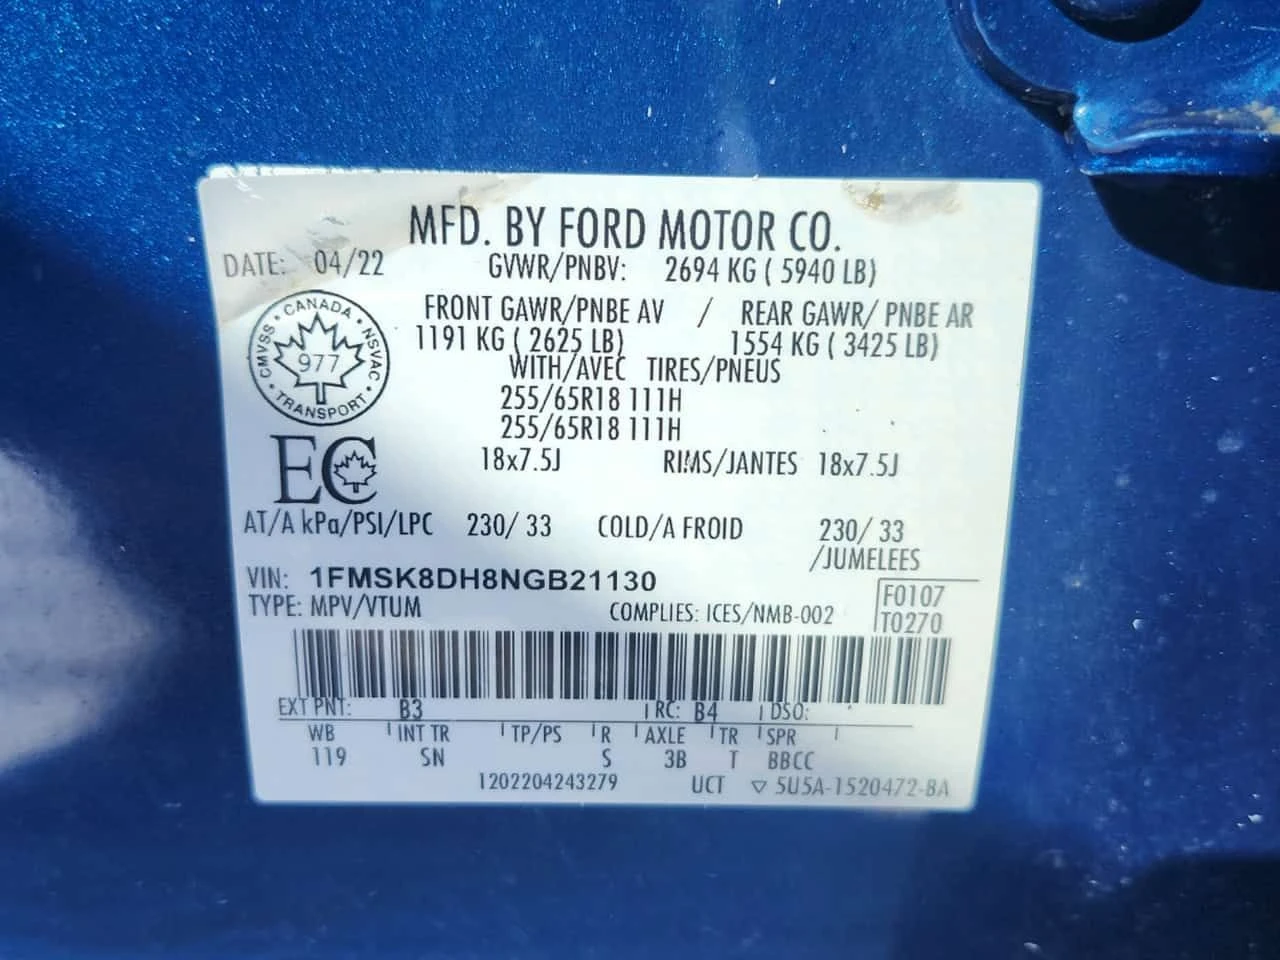 MFD. BY FORD MOTOR CO.
DATE: 04/22 GVWR/PNBV: 2694 KG ( 5940 LB)
FRONT GAWR/PNBE AV / REAR GAWR/ PNBE AR
1191 KG ( 2625 LB) 1554 KG ( 3425 LB)
WITH/AVEC TIRES/PNEUS
255/65R18 111H
255/65R18 111H
18x7.5J RIMS/JANTES 18x7.5J
CANADA
CMVSS 977 NSVAC
TRANSPORT
EC
AT/A kPa/PSI/LPC 230/ 33 COLD/A FROID 230/ 33
/JUMELEES
VIN: 1FMSK8DH8NGB21130
TYPE: MPV/VTUM COMPLIES: ICES/NMB-002
F0107
T0270
EXT PNT: B3 RC: B4 DSO:
WB INT TR TP/PS R AXLE TR SPR
119 SN S 3B T BBCC
1202204243279 UCT ▽ 5U5A-1520472-BA